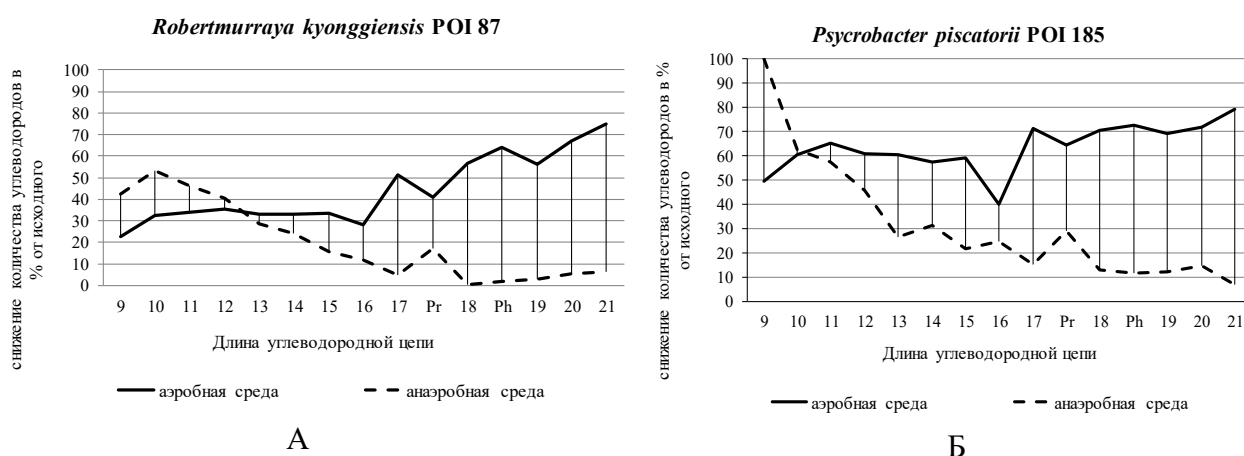 Robertmurraya kyonggiensis POI 87
снижение количества углеводородов в
% от исходного
100
90
80
70
60
50
40
30
20
10
0
9 10 11 12 13 14 15 16 17 Pr 18 Ph 19 20 21
Длина углеводородной цепи
аэробная среда анаэробная среда
А
Psycrobacter piscatorii POI 185
снижение количества углеводородов в %
от исходного
100
90
80
70
60
50
40
30
20
10
0
9 10 11 12 13 14 15 16 17 Pr 18 Ph 19 20 21
Длина углеводородной цепи
аэробная среда анаэробная среда
Б